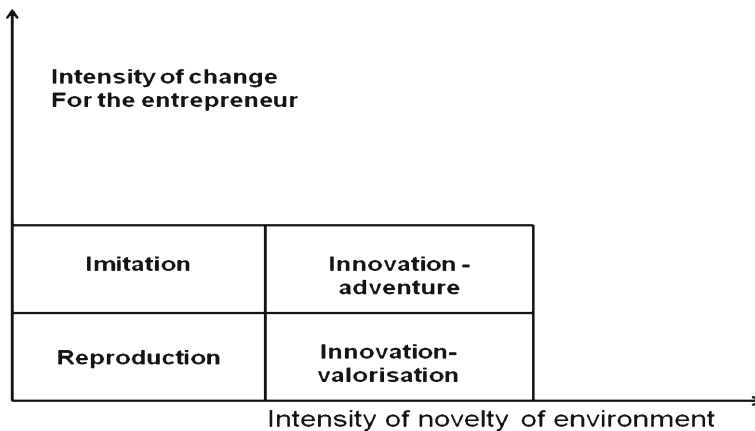 Intensity of change
For the entrepreneur
Imitation
Innovation -
adventure
Reproduction
Innovation-
valorisation
Intensity of novelty of environment